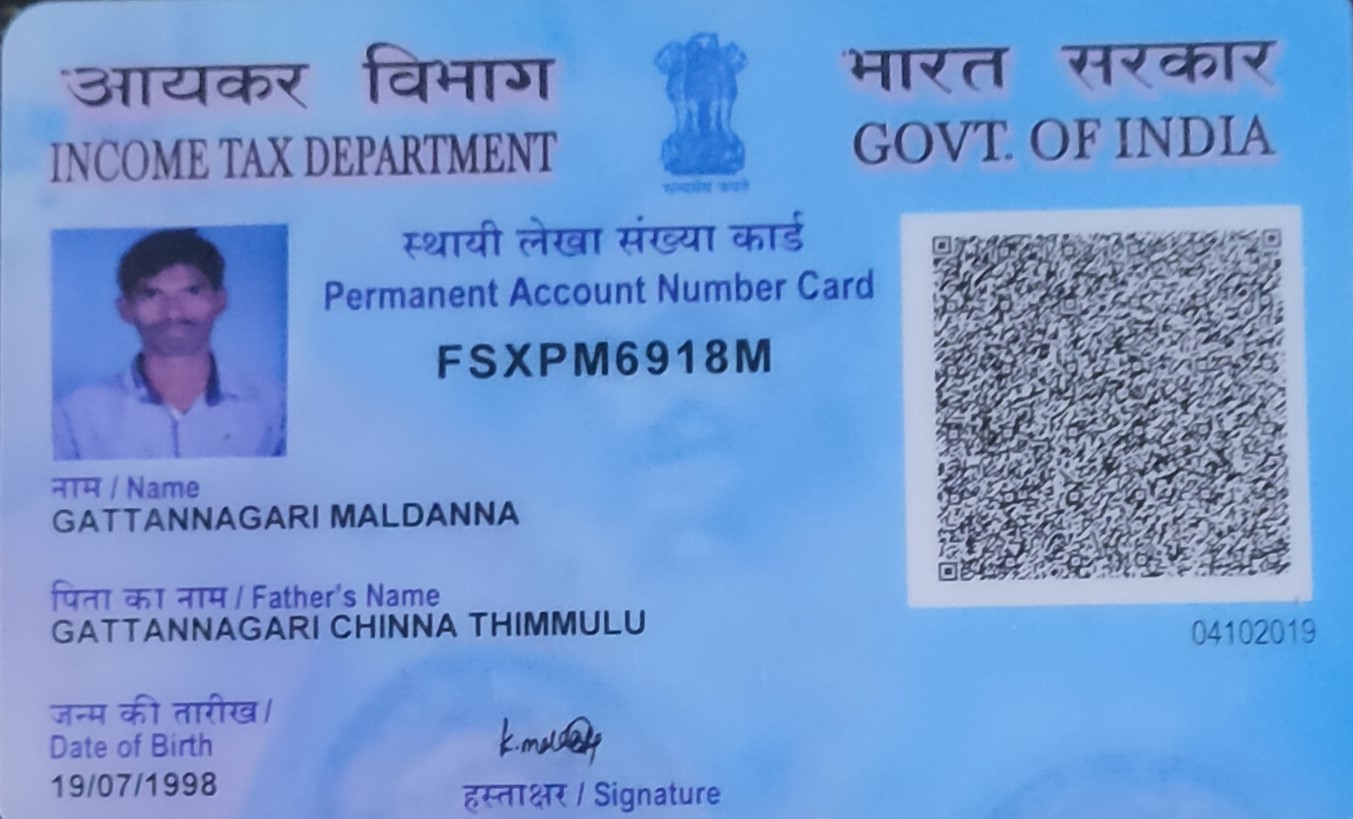 आयकर विभाग
INCOME TAX DEPARTMENT
भारत सरकार
GOVT. OF INDIA
सत्यमेव जयते
स्थायी लेखा संख्या कार्ड
Permanent Account Number Card
FSXPM6918M
नाम / Name
GATTANNAGARI MALDANNA
पिता का नाम / Father's Name
GATTANNAGARI CHINNA THIMMULU
04102019
जन्म की तारीख /
Date of Birth
19/07/1998
हस्ताक्षर / Signature